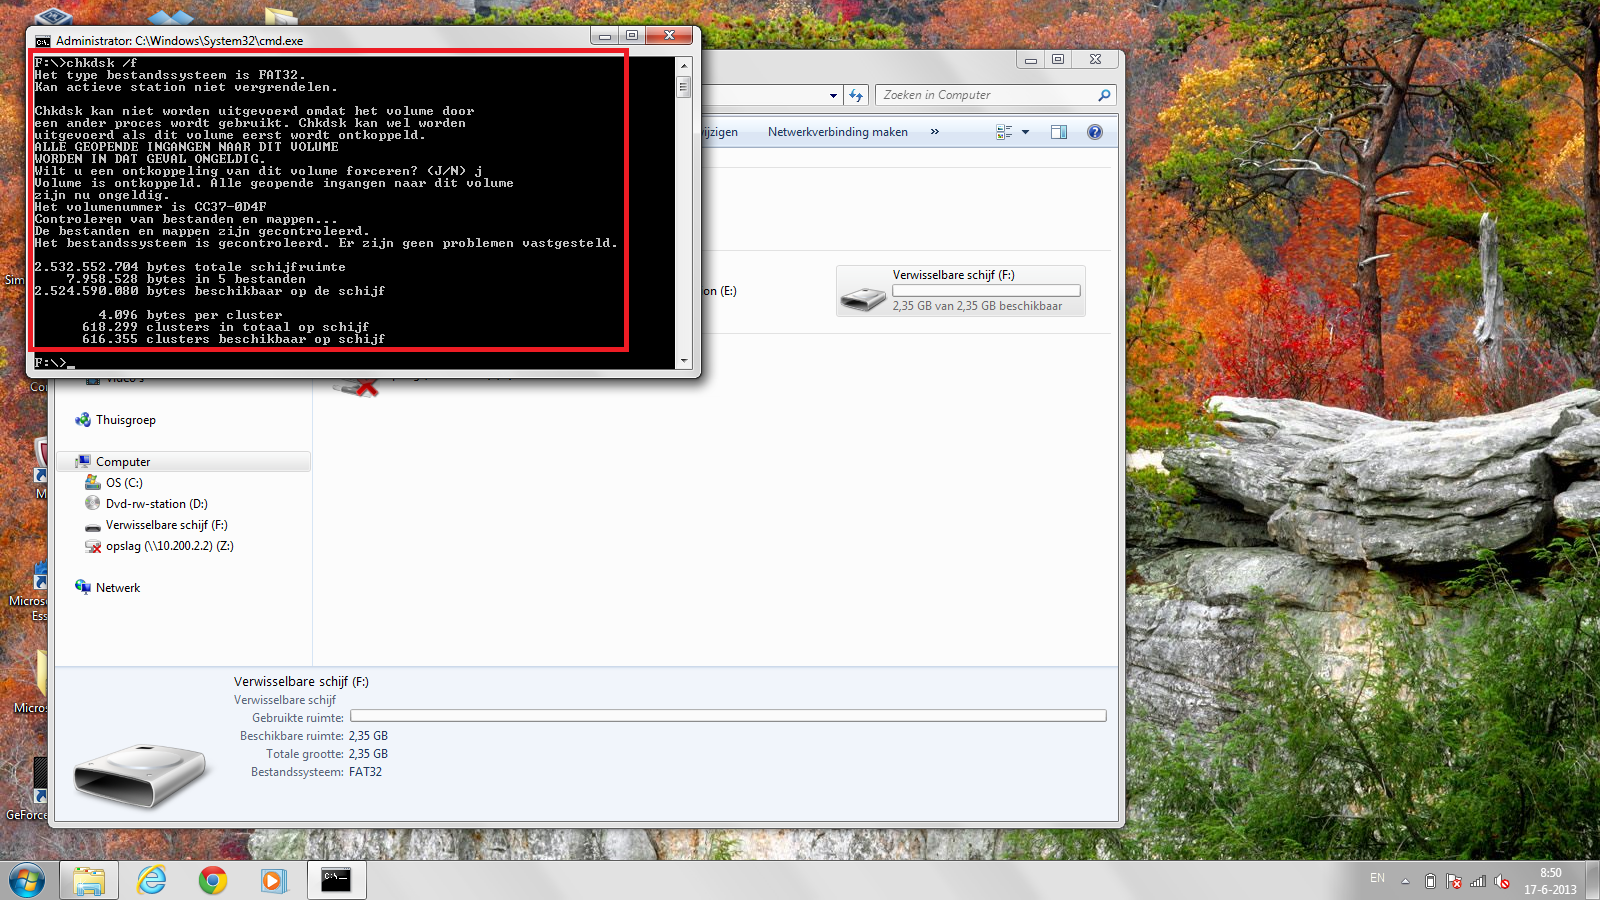 Administrator: C:\Windows\System32\cmd.exe
F:\>chkdsk /f
Het type bestandssysteem is FAT32.
Kan actieve station niet vergrendelen.
Chkdsk kan niet worden uitgevoerd omdat het volume door
een ander proces wordt gebruikt. Chkdsk kan wel worden
uitgevoerd als dit volume eerst wordt ontkoppeld.
ALLE GEOPENDE INGANGEN NAAR DIT VOLUME
WORDEN IN DAT GEVAL ONGELDIG.
Wilt u een ontkoppeling van dit volume forceren? (J/N) j
Volume is ontkoppeld. Alle geopende ingangen naar dit volume
zijn nu ongeldig.
Het volumenummer is CC37-0D4F
Controleren van bestanden en mappen...
De bestanden en mappen zijn gecontroleerd.
Het bestandssysteem is gecontroleerd. Er zijn geen problemen vastgesteld.
2.532.552.704 bytes totale schijfruimte
7.958.528 bytes in 5 bestanden
2.524.590.080 bytes beschikbaar op de schijf
4.096 bytes per cluster
618.299 clusters in totaal op schijf
616.355 clusters beschikbaar op schijf
F:\>_
Zoeken in Computer
ijzigen Netwerkverbinding maken »
on (E:)
Verwisselbare schijf (F:)
2,35 GB van 2,35 GB beschikbaar
Thuisgroep
Computer
OS (C:)
Dvd-rw-station (D:)
Verwisselbare schijf (F:)
opslag (\\10.200.2.2) (Z:)
Netwerk
Verwisselbare schijf (F:)
Verwisselbare schijf
Gebruikte ruimte:
Beschikbare ruimte: 2,35 GB
Totale grootte: 2,35 GB
Bestandssysteem: FAT32
Sim
Co
M
Micros
Ess
Micros
GeForc
EN
8:50
17-6-2013